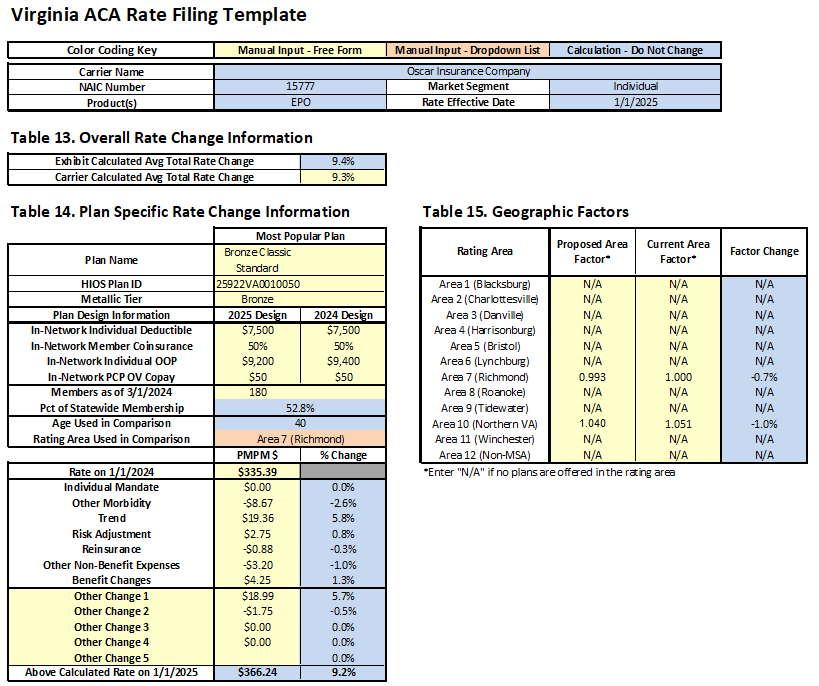 Virginia ACA Rate Filing Template
Color Coding Key Manual Input - Free Form Manual Input - Dropdown List Calculation - Do Not Change
Carrier Name Oscar Insurance Company
NAIC Number 15777 Market Segment Individual
Product(s) EPO Rate Effective Date 1/1/2025
Table 13. Overall Rate Change Information
Exhibit Calculated Avg Total Rate Change 9.4%
Carrier Calculated Avg Total Rate Change 9.3%
Table 14. Plan Specific Rate Change Information
Most Popular Plan
Plan Name Bronze Classic Standard
HIOS Plan ID 25922VA0010050
Metallic Tier Bronze
Plan Design Information 2025 Design 2024 Design
In-Network Individual Deductible $7,500 $7,500
In-Network Member Coinsurance 50% 50%
In-Network Individual OOP $9,200 $9,400
In-Network PCP OV Copay $50 $50
Members as of 3/1/2024 180
Pct of Statewide Membership 52.8%
Age Used in Comparison 40
Rating Area Used in Comparison Area 7 (Richmond)
PMPM $ % Change
Rate on 1/1/2024 $335.39
Individual Mandate $0.00 0.0%
Other Morbidity -$8.67 -2.6%
Trend $19.36 5.8%
Risk Adjustment $2.75 0.8%
Reinsurance -$0.88 -0.3%
Other Non-Benefit Expenses -$3.20 -1.0%
Benefit Changes $4.25 1.3%
Other Change 1 $18.99 5.7%
Other Change 2 -$1.75 -0.5%
Other Change 3 $0.00 0.0%
Other Change 4 $0.00 0.0%
Other Change 5 0.0%
Above Calculated Rate on 1/1/2025 $366.24 9.2%
Table 15. Geographic Factors
Rating Area Proposed Area Factor* Current Area Factor* Factor Change
Area 1 (Blacksburg) N/A N/A N/A
Area 2 (Charlottesville) N/A N/A N/A
Area 3 (Danville) N/A N/A N/A
Area 4 (Harrisonburg) N/A N/A N/A
Area 5 (Bristol) N/A N/A N/A
Area 6 (Lynchburg) N/A N/A N/A
Area 7 (Richmond) 0.993 1.000 -0.7%
Area 8 (Roanoke) N/A N/A N/A
Area 9 (Tidewater) N/A N/A N/A
Area 10 (Northern VA) 1.040 1.051 -1.0%
Area 11 (Winchester) N/A N/A N/A
Area 12 (Non-MSA) N/A N/A N/A
*Enter "N/A" if no plans are offered in the rating area